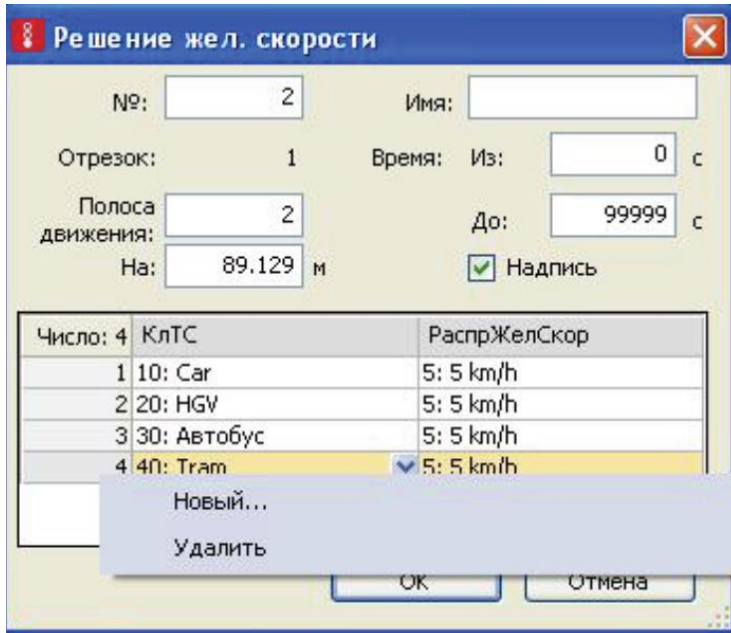 Решение жел. скорости
№: 2 Имя:
Отрезок: 1 Время: Из: 0 с
Полоса движения: 2 До: 99999 с
На: 89.129 м Надпись
Число: 4 КлТС РаспрЖелСкор
1 10: Car 5: 5 km/h
2 20: HGV 5: 5 km/h
3 30: Автобус 5: 5 km/h
4 40: Tram 5: 5 km/h
Новый...
Удалить
OK Отмена